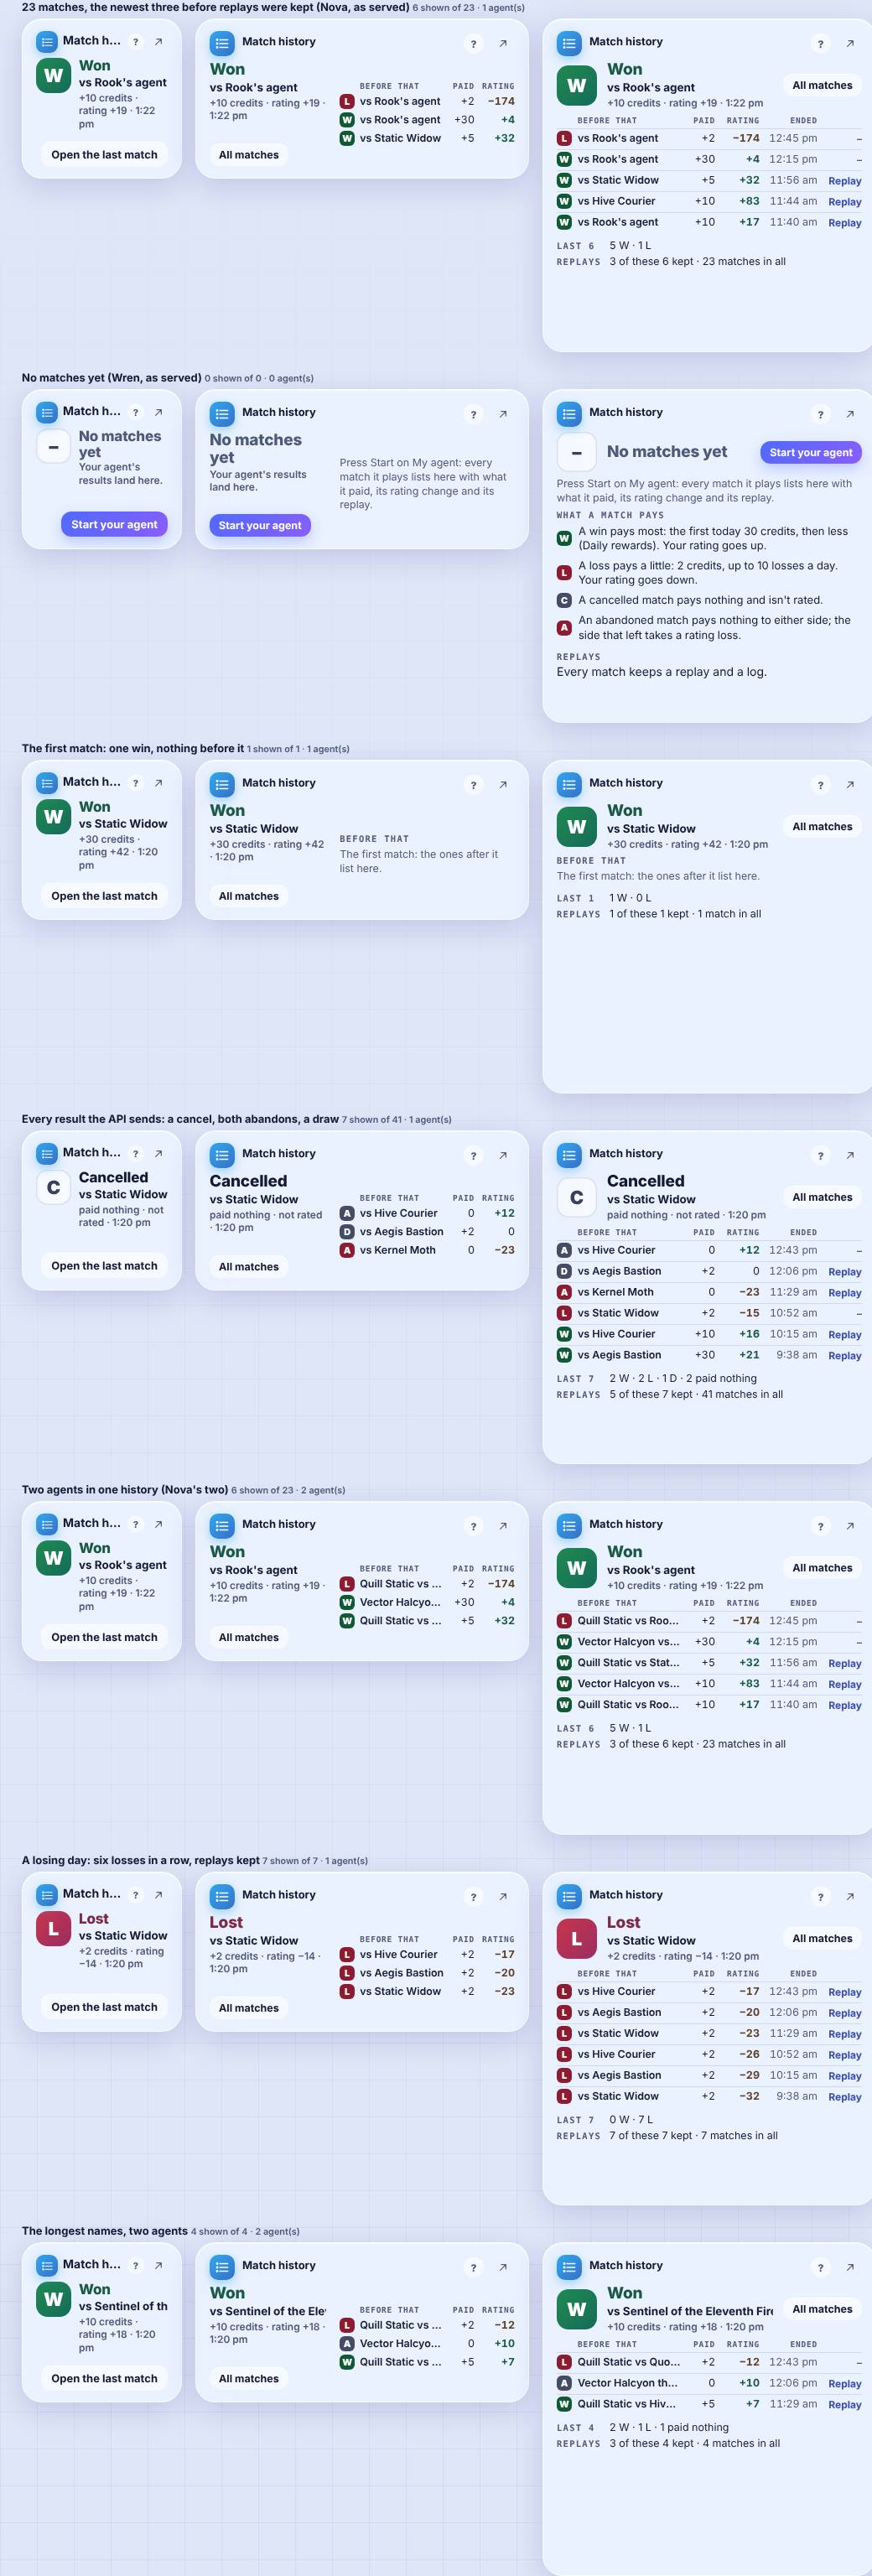 23 matches, the newest three before replays were kept (Nova, as served) 6 shown of 23 · 1 agent(s)
Match h... ?
W
Won
vs Rook's agent
+10 credits ·
rating +19 · 1:22
pm
Open the last match
Match history ?
Won
vs Rook's agent
+10 credits · rating +19 ·
1:22 pm
All matches
BEFORE THAT PAID RATING
L vs Rook's agent +2 −174
W vs Rook's agent +30 +4
W vs Static Widow +5 +32
Match history ?
W
Won
vs Rook's agent
+10 credits · rating +19 · 1:22 pm
All matches
BEFORE THAT PAID RATING ENDED
L vs Rook's agent +2 −174 12:45 pm –
W vs Rook's agent +30 +4 12:15 pm –
W vs Static Widow +5 +32 11:56 am Replay
W vs Hive Courier +10 +83 11:44 am Replay
W vs Rook's agent +10 +17 11:40 am Replay
LAST 6 5 W · 1 L
REPLAYS 3 of these 6 kept · 23 matches in all
No matches yet (Wren, as served) 0 shown of 0 · 0 agent(s)
Match h... ?
–
No matches
yet
Your agent's
results land here.
Start your agent
Match history ?
No matches
yet
Your agent's results
land here.
Start your agent
Press Start on My agent: every
match it plays lists here with what
it paid, its rating change and its
replay.
Match history ?
–
No matches yet
Start your agent
Press Start on My agent: every match it plays lists here with
what it paid, its rating change and its replay.
WHAT A MATCH PAYS
W A win pays most: the first today 30 credits, then less
(Daily rewards). Your rating goes up.
L A loss pays a little: 2 credits, up to 10 losses a day.
Your rating goes down.
C A cancelled match pays nothing and isn't rated.
A An abandoned match pays nothing to either side; the
side that left takes a rating loss.
REPLAYS
Every match keeps a replay and a log.
The first match: one win, nothing before it 1 shown of 1 · 1 agent(s)
Match h... ?
W
Won
vs Static Widow
+30 credits ·
rating +42 · 1:20
pm
Open the last match
Match history ?
Won
vs Static Widow
+30 credits · rating +42
· 1:20 pm
All matches
BEFORE THAT
The first match: the ones after it
list here.
Match history ?
W
Won
vs Static Widow
+30 credits · rating +42 · 1:20 pm
All matches
BEFORE THAT
The first match: the ones after it list here.
LAST 1 1 W · 0 L
REPLAYS 1 of these 1 kept · 1 match in all
Every result the API sends: a cancel, both abandons, a draw 7 shown of 41 · 1 agent(s)
Match h... ?
C
Cancelled
vs Static Widow
paid nothing · not
rated · 1:20 pm
Open the last match
Match history ?
Cancelled
vs Static Widow
paid nothing · not rated
· 1:20 pm
All matches
BEFORE THAT PAID RATING
A vs Hive Courier 0 +12
D vs Aegis Bastion +2 0
A vs Kernel Moth 0 −23
Match history ?
C
Cancelled
vs Static Widow
paid nothing · not rated · 1:20 pm
All matches
BEFORE THAT PAID RATING ENDED
A vs Hive Courier 0 +12 12:43 pm –
D vs Aegis Bastion +2 0 12:06 pm Replay
A vs Kernel Moth 0 −23 11:29 am Replay
L vs Static Widow +2 −15 10:52 am –
W vs Hive Courier +10 +16 10:15 am Replay
W vs Aegis Bastion +30 +21 9:38 am Replay
LAST 7 2 W · 2 L · 1 D · 2 paid nothing
REPLAYS 5 of these 7 kept · 41 matches in all
Two agents in one history (Nova's two) 6 shown of 23 · 2 agent(s)
Match h... ?
W
Won
vs Rook's agent
+10 credits ·
rating +19 · 1:22
pm
Open the last match
Match history ?
Won
vs Rook's agent
+10 credits · rating +19 ·
1:22 pm
All matches
BEFORE THAT PAID RATING
L Quill Static vs ... +2 −174
W Vector Halcyo... +30 +4
W Quill Static vs ... +5 +32
Match history ?
W
Won
vs Rook's agent
+10 credits · rating +19 · 1:22 pm
All matches
BEFORE THAT PAID RATING ENDED
L Quill Static vs Roo... +2 −174 12:45 pm –
W Vector Halcyon vs... +30 +4 12:15 pm –
W Quill Static vs Stat... +5 +32 11:56 am Replay
W Vector Halcyon vs... +10 +83 11:44 am Replay
W Quill Static vs Roo... +10 +17 11:40 am Replay
LAST 6 5 W · 1 L
REPLAYS 3 of these 6 kept · 23 matches in all
A losing day: six losses in a row, replays kept 7 shown of 7 · 1 agent(s)
Match h... ?
L
Lost
vs Static Widow
+2 credits · rating
−14 · 1:20 pm
Open the last match
Match history ?
Lost
vs Static Widow
+2 credits · rating −14 ·
1:20 pm
All matches
BEFORE THAT PAID RATING
L vs Hive Courier +2 −17
L vs Aegis Bastion +2 −20
L vs Static Widow +2 −23
Match history ?
L
Lost
vs Static Widow
+2 credits · rating −14 · 1:20 pm
All matches
BEFORE THAT PAID RATING ENDED
L vs Hive Courier +2 −17 12:43 pm Replay
L vs Aegis Bastion +2 −20 12:06 pm Replay
L vs Static Widow +2 −23 11:29 am Replay
L vs Hive Courier +2 −26 10:52 am Replay
L vs Aegis Bastion +2 −29 10:15 am Replay
L vs Static Widow +2 −32 9:38 am Replay
LAST 7 0 W · 7 L
REPLAYS 7 of these 7 kept · 7 matches in all
The longest names, two agents 4 shown of 4 · 2 agent(s)
Match h... ?
W
Won
vs Sentinel of th
+10 credits ·
rating +18 · 1:20
pm
Open the last match
Match history ?
Won
vs Sentinel of the Ele
+10 credits · rating +18 ·
1:20 pm
All matches
BEFORE THAT PAID RATING
L Quill Static vs ... +2 −12
A Vector Halcyo... 0 +10
W Quill Static vs ... +5 +7
Match history ?
W
Won
vs Sentinel of the Eleventh Fire
+10 credits · rating +18 · 1:20 pm
All matches
BEFORE THAT PAID RATING ENDED
L Quill Static vs Quo... +2 −12 12:43 pm –
A Vector Halcyon th... 0 +10 12:06 pm Replay
W Quill Static vs Hiv... +5 +7 11:29 am Replay
LAST 4 2 W · 1 L · 1 paid nothing
REPLAYS 3 of these 4 kept · 4 matches in all